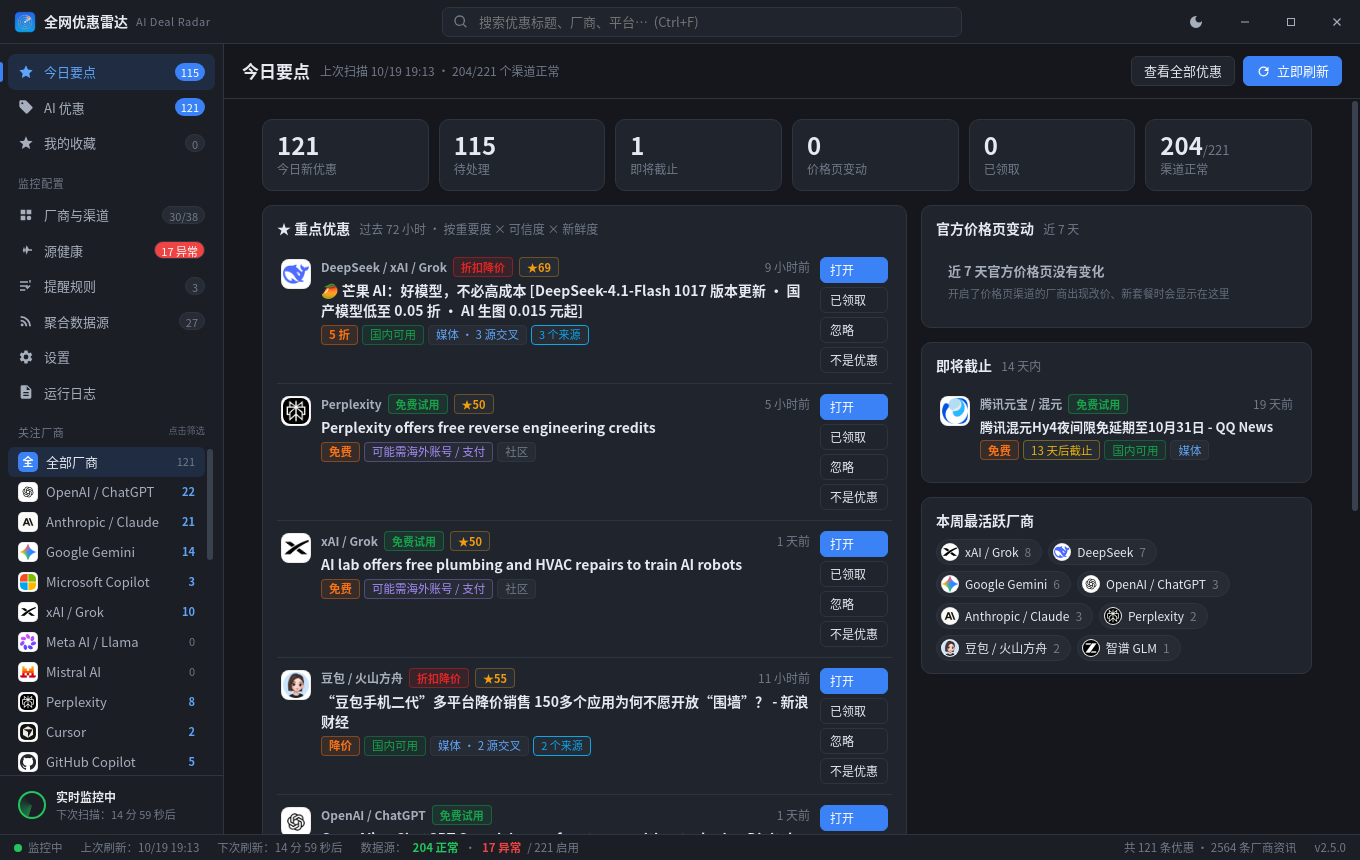 全网优惠雷达 AI Deal Radar
搜索优惠标题、厂商、平台… (Ctrl+F)
今日要点 115
AI 优惠 121
我的收藏 0
监控配置
厂商与渠道 30/38
源健康 17 异常
提醒规则 3
聚合数据源 27
设置
运行日志
关注厂商 点击筛选
全 全部厂商 121
OpenAI / ChatGPT 22
Anthropic / Claude 21
Google Gemini 14
Microsoft Copilot 3
xAI / Grok 10
Meta AI / Llama 0
Mistral AI 0
Perplexity 8
Cursor 2
GitHub Copilot 5
实时监控中
下次扫描：14 分 59 秒后
今日要点 上次扫描 10/19 19:13 · 204/221 个渠道正常
查看全部优惠 立即刷新
121
今日新优惠
115
待处理
1
即将截止
0
价格页变动
0
已领取
204/221
渠道正常
★ 重点优惠 过去 72 小时 · 按重要度 × 可信度 × 新鲜度
DeepSeek / xAI / Grok 折扣降价 ★69 9 小时前
🥭 芒果 AI：好模型，不必高成本 [DeepSeek-4.1-Flash 1017 版本更新 · 国
产模型低至 0.05 折 · AI 生图 0.015 元起]
5 折 国内可用 媒体 · 3 源交叉 3 个来源
打开
已领取
忽略
不是优惠
Perplexity 免费试用 ★50 5 小时前
Perplexity offers free reverse engineering credits
免费 可能需海外账号 / 支付 社区
打开
已领取
忽略
不是优惠
xAI / Grok 免费试用 ★50 1 天前
AI lab offers free plumbing and HVAC repairs to train AI robots
免费 可能需海外账号 / 支付 社区
打开
已领取
忽略
不是优惠
豆包 / 火山方舟 折扣降价 ★55 11 小时前
“豆包手机二代”多平台降价销售 150多个应用为何不愿开放“围墙”？ - 新浪
财经
降价 国内可用 媒体 · 2 源交叉 2 个来源
打开
已领取
忽略
不是优惠
OpenAI / ChatGPT 免费试用 1 天前
打开
官方价格页变动 近 7 天
近 7 天官方价格页没有变化
开启了价格页渠道的厂商出现改价、新套餐时会显示在这里
即将截止 14 天内
腾讯元宝 / 混元 免费试用 19 天前
腾讯混元Hy4夜间限免延期至10月31日 - QQ News
免费 13 天后截止 国内可用 媒体
本周最活跃厂商
xAI / Grok 8 DeepSeek 7
Google Gemini 6 OpenAI / ChatGPT 3
Anthropic / Claude 3 Perplexity 2
豆包 / 火山方舟 2 智谱 GLM 1
监控中 上次刷新：10/19 19:13 下次刷新：14 分 59 秒后 数据源： 204 正常 · 17 异常 / 221 启用 共 121 条优惠 · 2564 条厂商资讯 v2.5.0